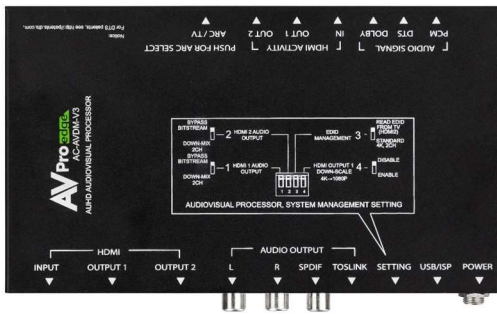 PCM DTS DOLBY IN OUT 1 OUT 2 ARC / TV
AUDIO SIGNAL HDMI ACTIVITY PUSH FOR ARC SELECT
Notice:
For DTS patents, see http://patents.dts.com.
AVPro edge
AC-AVDM-V3
AUHD AUDIOVISUAL PROCESSOR
BYPASS
BITSTREAM
DOWN-MIX
2CH
2 HDMI 2 AUDIO
OUTPUT
EDID
MANAGEMENT 3
READ EDID
FROM TV
(HDMI2)
STANDARD
4K, 2CH
BYPASS
BITSTREAM
DOWN-MIX
2CH
1 HDMI 1 AUDIO
OUTPUT
1 2 3 4
HDMI OUTPUT 1
DOWN-SCALE 4
4K→1080P
DISABLE
ENABLE
AUDIOVISUAL PROCESSOR, SYSTEM MANAGEMENT SETTING
HDMI AUDIO OUTPUT
INPUT OUTPUT 1 OUTPUT 2 L R SPDIF TOSLINK SETTING USB/ISP POWER